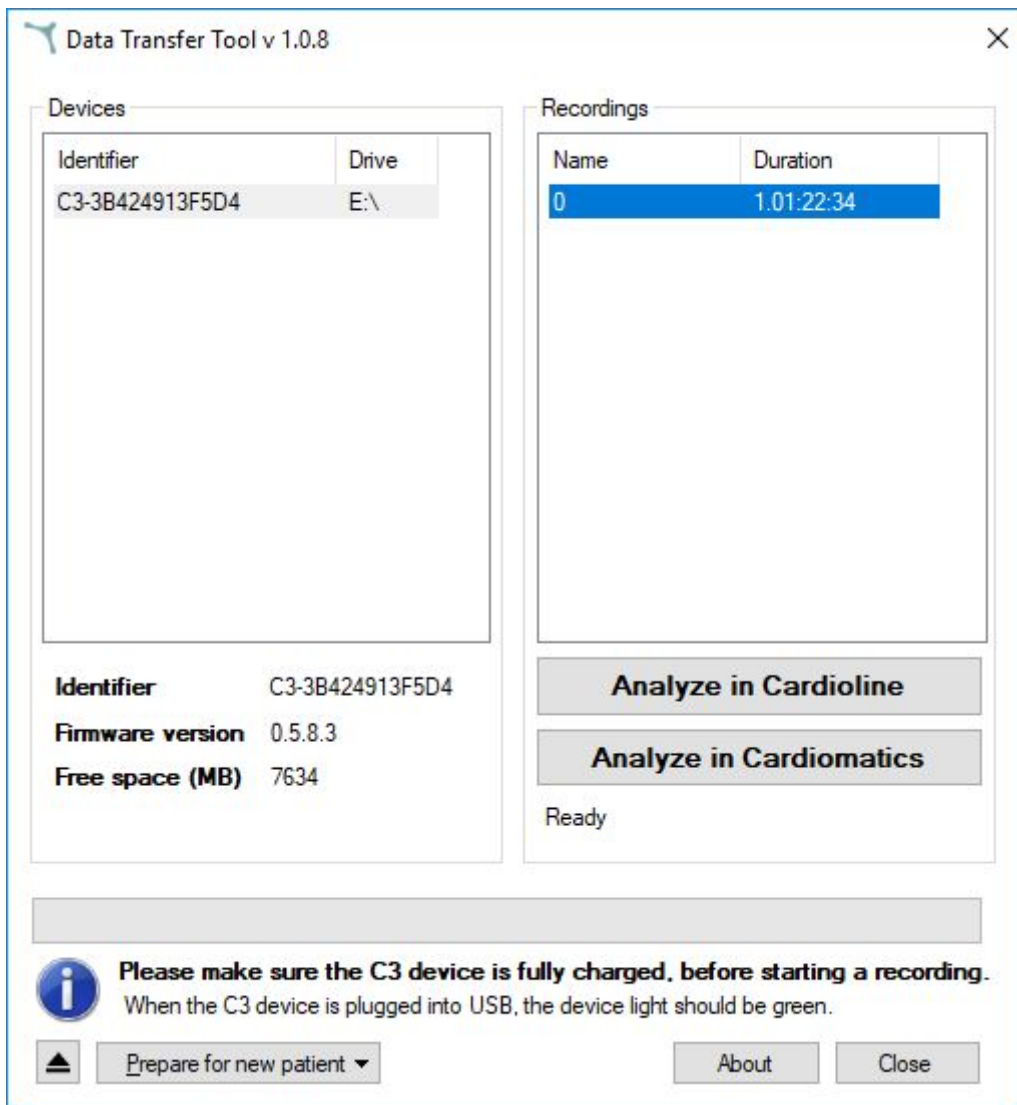 Data Transfer Tool v 1.0.8
Devices
Identifier Drive
C3-3B424913F5D4 E:\
Identifier C3-3B424913F5D4
Firmware version 0.5.8.3
Free space (MB) 7634
Recordings
Name Duration
0 1.01:22:34
Analyze in Cardioline
Analyze in Cardiomatics
Ready
Please make sure the C3 device is fully charged, before starting a recording.
When the C3 device is plugged into USB, the device light should be green.
Prepare for new patient
About
Close